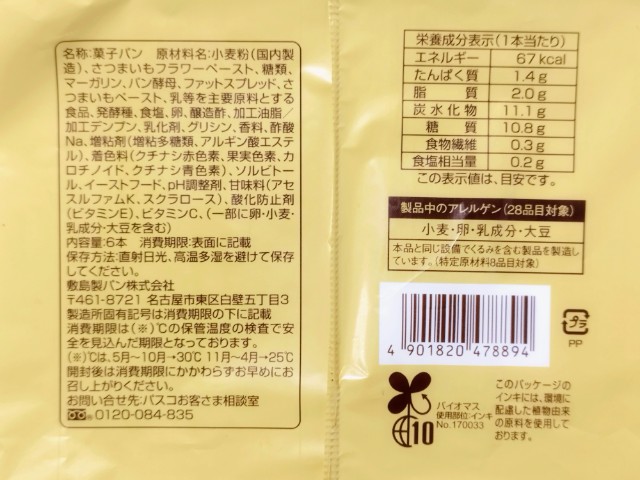 名称:菓子パン　原材料名:小麦粉(国内製
造)、さつまいもフラワーペースト、糖類、
マーガリン、パン酵母、ファットスプレッド、さ
つまいもペースト、乳等を主要原料とする
食品、発酵種、食塩、卵、醸造酢、加工油脂/
加工デンプン、乳化剤、グリシン、香料、酢酸
Na、増粘剤(増粘多糖類、アルギン酸エステ
ル)、着色料(クチナシ赤色素、果実色素、カ
ロチノイド、クチナシ青色素)、ソルビトー
ル、イーストフード、pH調整剤、甘味料(アセ
スルファムK、スクラロース)、酸化防止剤
(ビタミンE)、ビタミンC、(一部に卵・小麦・
乳成分・大豆を含む)
内容量:6本　消費期限:表面に記載
保存方法:直射日光、高温多湿を避けて保存
してください。
敷島製パン株式会社
〒461-8721 名古屋市東区白壁五丁目3
製造所固有記号は消費期限の下に記載
消費期限は(※)℃の保管温度の検査で安
全を見込んだ期限となっております。
(※)℃は、5月〜10月→30℃ 11月〜4月→25℃
開封後は消費期限にかかわらずお早めにお
召し上がりください。
お問い合せ先:パスコお客さま相談室
0120-084-835
栄養成分表示(1本当たり)
エネルギー 67 kcal
たんぱく質 1.4 g
脂質 2.0 g
炭水化物 11.1 g
糖質 10.8 g
食物繊維 0.3 g
食塩相当量 0.2 g
この表示値は、目安です。
製品中のアレルゲン(28品目対象)
小麦・卵・乳成分・大豆
本品と同じ設備でくるみを含む製品を製造し
ています。(特定原材料8品目対象)
4 901820 478894
プラ
PP
バイオマス
使用部位:インキ
No.170033
10
このパッケージの
インキには、環境に
配慮した植物由来
の原料を使用して
おります。